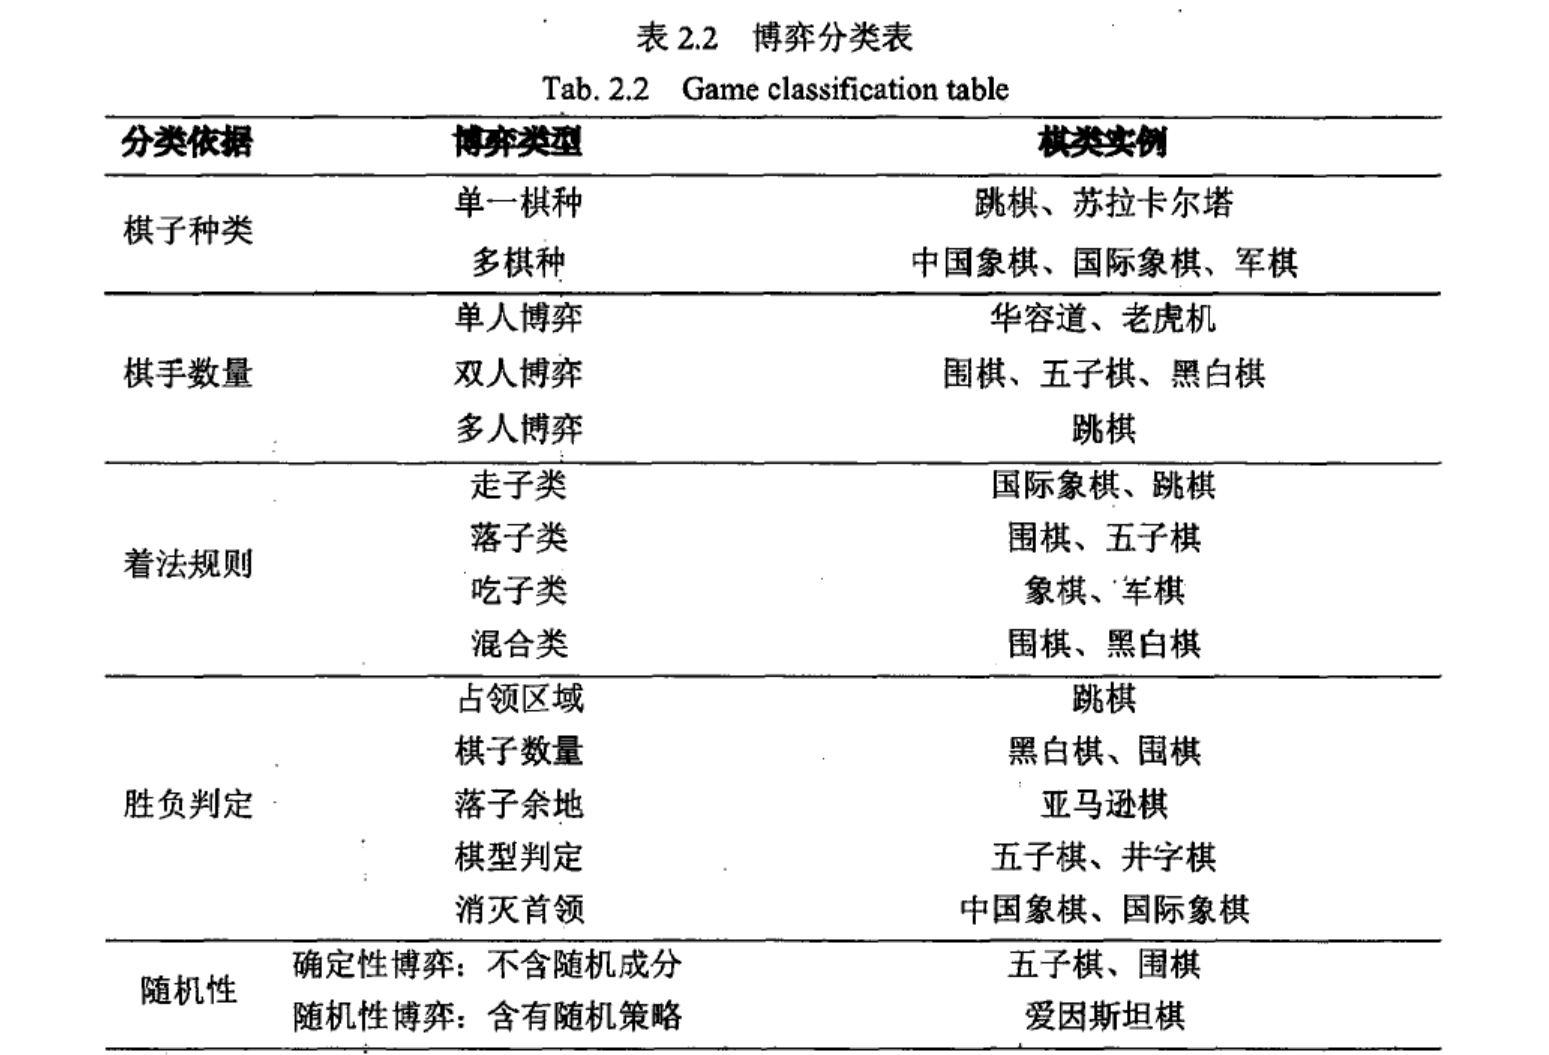 表 2.2 博弈分类表
Tab. 2.2 Game classification table
分类依据 博弈类型 棋类实例
棋子种类
单一棋种 跳棋、苏拉卡尔塔
多棋种 中国象棋、国际象棋、军棋
棋手数量
单人博弈 华容道、老虎机
双人博弈 围棋、五子棋、黑白棋
多人博弈 跳棋
着法规则
走子类 国际象棋、跳棋
落子类 围棋、五子棋
吃子类 象棋、军棋
混合类 围棋、黑白棋
胜负判定
占领区域 跳棋
棋子数量 黑白棋、围棋
落子余地 亚马逊棋
棋型判定 五子棋、井字棋
消灭首领 中国象棋、国际象棋
随机性
确定性博弈：不含随机成分 五子棋、围棋
随机性博弈：含有随机策略 爱因斯坦棋